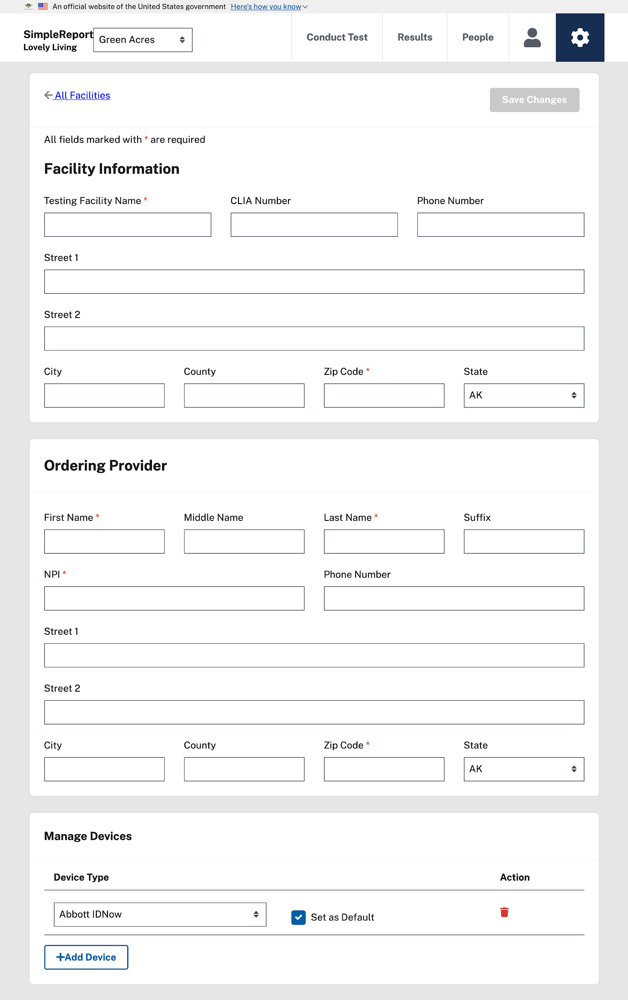 An official website of the United States government Here's how you know
SimpleReport
Lovely Living
Green Acres
Conduct Test
Results
People
All Facilities
Save Changes
All fields marked with * are required
Facility Information
Testing Facility Name *
CLIA Number
Phone Number
Street 1
Street 2
City
County
Zip Code *
State
AK
Ordering Provider
First Name *
Middle Name
Last Name *
Suffix
NPI *
Phone Number
Street 1
Street 2
City
County
Zip Code *
State
AK
Manage Devices
Device Type
Action
Abbott IDNow
Set as Default
+Add Device